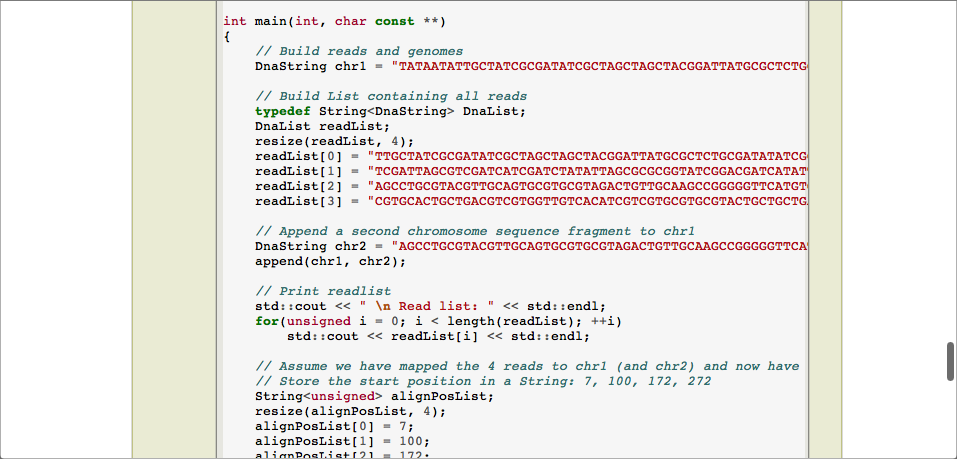 int main(int, char const **)
{
    // Build reads and genomes
    DnaString chr1 = "TATAATATTGCTATCGCGATATCGCTAGCTAGCTACGGATTATGCGCTCTG
    // Build List containing all reads
    typedef String<DnaString> DnaList;
    DnaList readList;
    resize(readList, 4);
    readList[0] = "TTGCTATCGCGATATCGCTAGCTAGCTACGGATTATGCGCTCTGCGATATATCG
    readList[1] = "TCGATTAGCGTCGATCATCGATCTATATTAGCGCGCGGTATCGGACGATCATAT
    readList[2] = "AGCCTGCGTACGTTGCAGTGCGTGCGTAGACTGTTGCAAGCCGGGGGTTCATGT
    readList[3] = "CGTGCACTGCTGACGTCGTGGTTGTCACATCGTCGTGCGTGCGTACTGCTGCTG
    // Append a second chromosome sequence fragment to chr1
    DnaString chr2 = "AGCCTGCGTACGTTGCAGTGCGTGCGTAGACTGTTGCAAGCCGGGGGTTCA
    append(chr1, chr2);
    // Print readlist
    std::cout << " \n Read list: " << std::endl;
    for(unsigned i = 0; i < length(readList); ++i)
        std::cout << readList[i] << std::endl;
    // Assume we have mapped the 4 reads to chr1 (and chr2) and now have
    // Store the start position in a String: 7, 100, 172, 272
    String<unsigned> alignPosList;
    resize(alignPosList, 4);
    alignPosList[0] = 7;
    alignPosList[1] = 100;
    alignPosList[2] = 172;